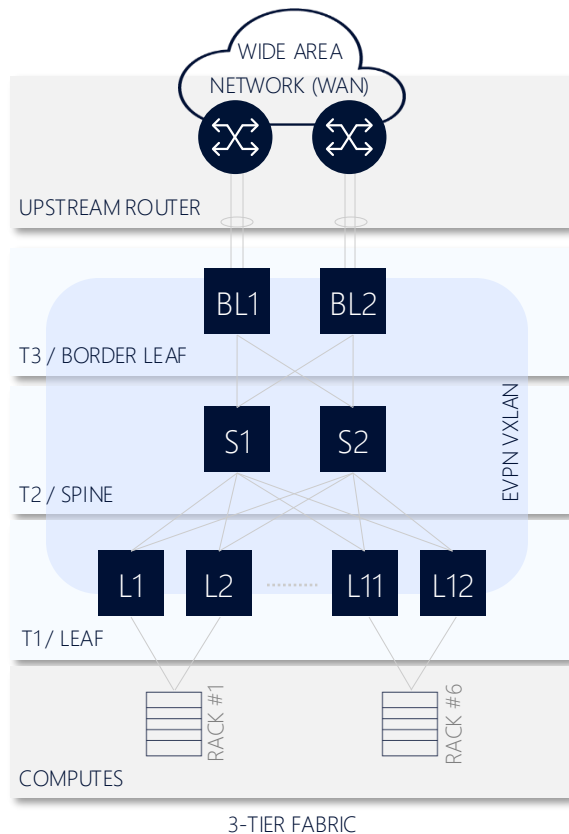 WIDE AREA
NETWORK (WAN)
UPSTREAM ROUTER
BL1
BL2
T3 / BORDER LEAF
EVPN VXLAN
S1
S2
T2 / SPINE
L1
L2
L11
L12
T1 / LEAF
RACK #1
RACK #6
COMPUTES
3-TIER FABRIC